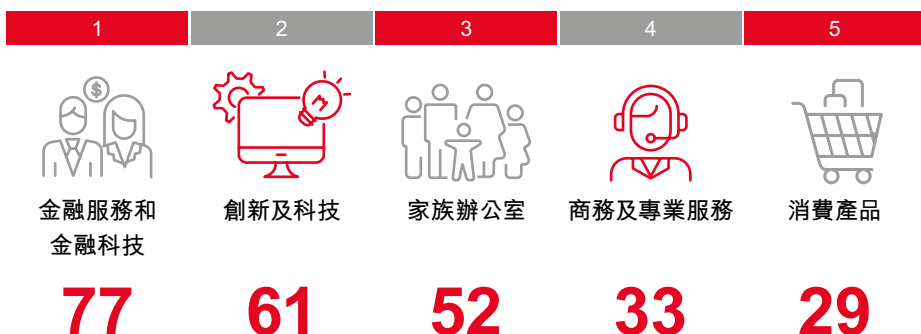 1 2 3 4 5
$
金融服務和
金融科技
創新及科技
家族辦公室
商務及專業服務
消費產品
77 61 52 33 29